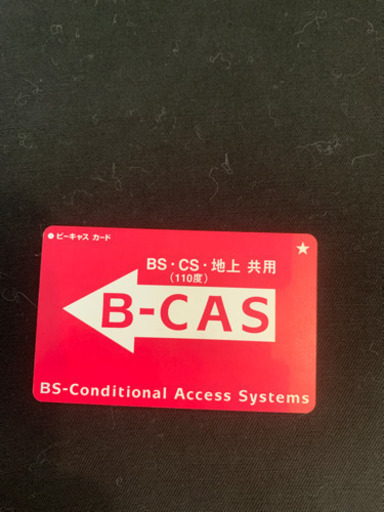 ●ビーキャス カード
★
BS・CS・地上 共用
(110度)
B-CAS
BS-Conditional Access Systems